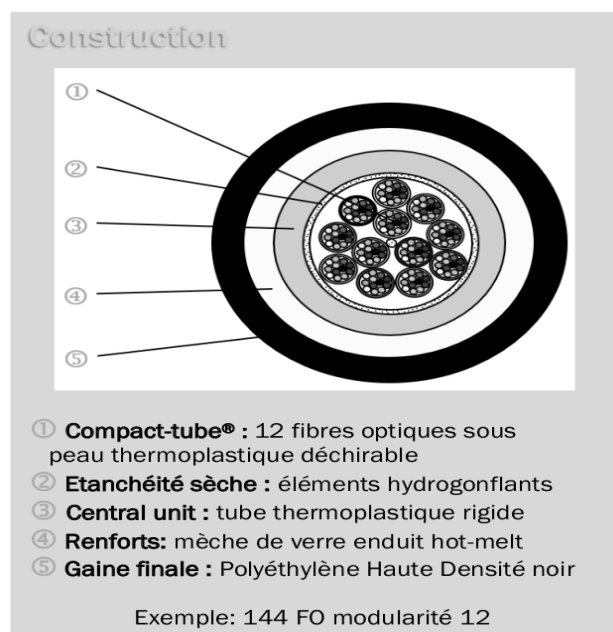 Construction
①
②
③
④
⑤
① Compact-tube® : 12 fibres optiques sous
peau thermoplastique déchirable
② Etanchéité sèche : éléments hydrogonflants
③ Central unit : tube thermoplastique rigide
④ Renforts: mèche de verre enduit hot-melt
⑤ Gaine finale : Polyéthylène Haute Densité noir
Exemple: 144 FO modularité 12